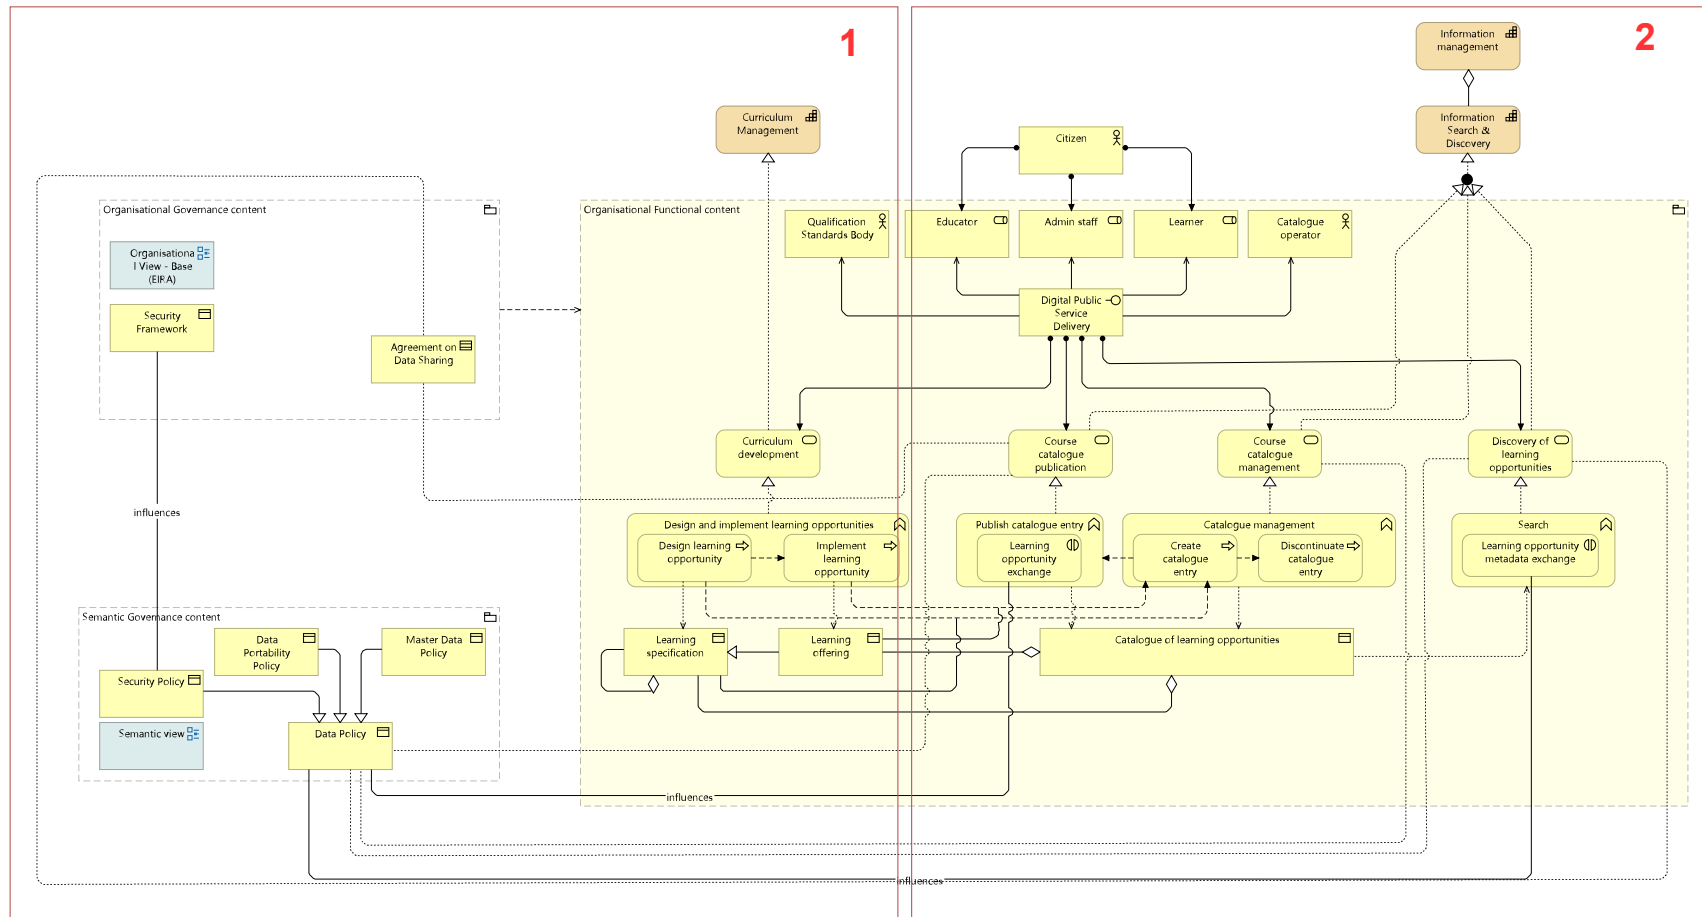 1
2
Information
management
Curriculum
Management
Information
Search &
Discovery
Citizen
Organisational Governance content
Organisational Functional content
Qualification
Standards Body
Educator
Admin staff
Learner
Catalogue
operator
Organisationa
l View - Base
(EIRA)
Security
Framework
Agreement on
Data Sharing
Digital Public
Service
Delivery
Curriculum
development
Course
catalogue
publication
Course
catalogue
management
Discovery of
learning
opportunities
influences
Design and implement learning opportunities
Design learning
opportunity
Implement
learning
opportunity
Publish catalogue entry
Learning
opportunity
exchange
Catalogue management
Create
catalogue
entry
Discontinuate
catalogue
entry
Search
Learning opportunity
metadata exchange
Semantic Governance content
Data
Portability
Policy
Master Data
Policy
Security Policy
Semantic view
Data Policy
Learning
specification
Learning
offering
Catalogue of learning opportunities
influences
influences